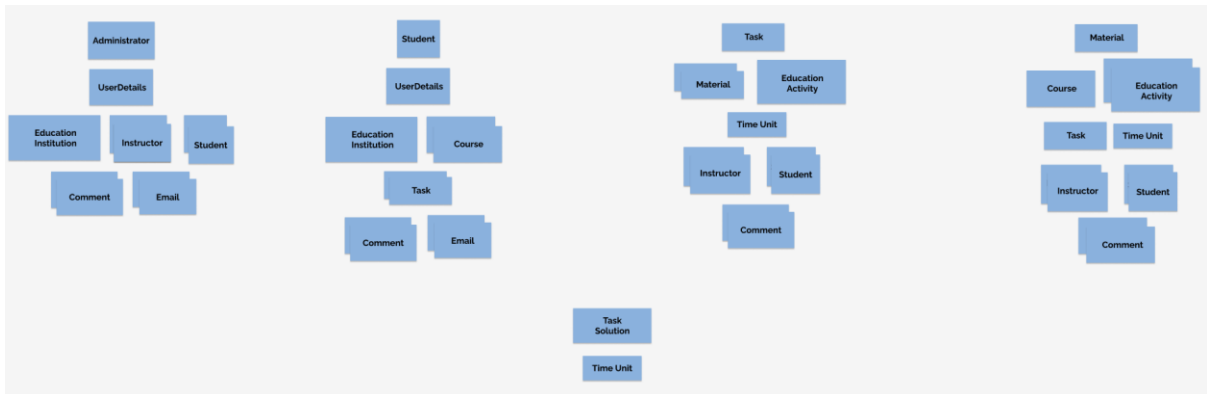 Administrator
UserDetails
Education
Institution
Instructor
Student
Comment
Email
Student
UserDetails
Education
Institution
Course
Task
Comment
Email
Task
Material
Education
Activity
Time Unit
Instructor
Student
Comment
Material
Course
Education
Activity
Task
Time Unit
Instructor
Student
Comment
Task
Solution
Time Unit